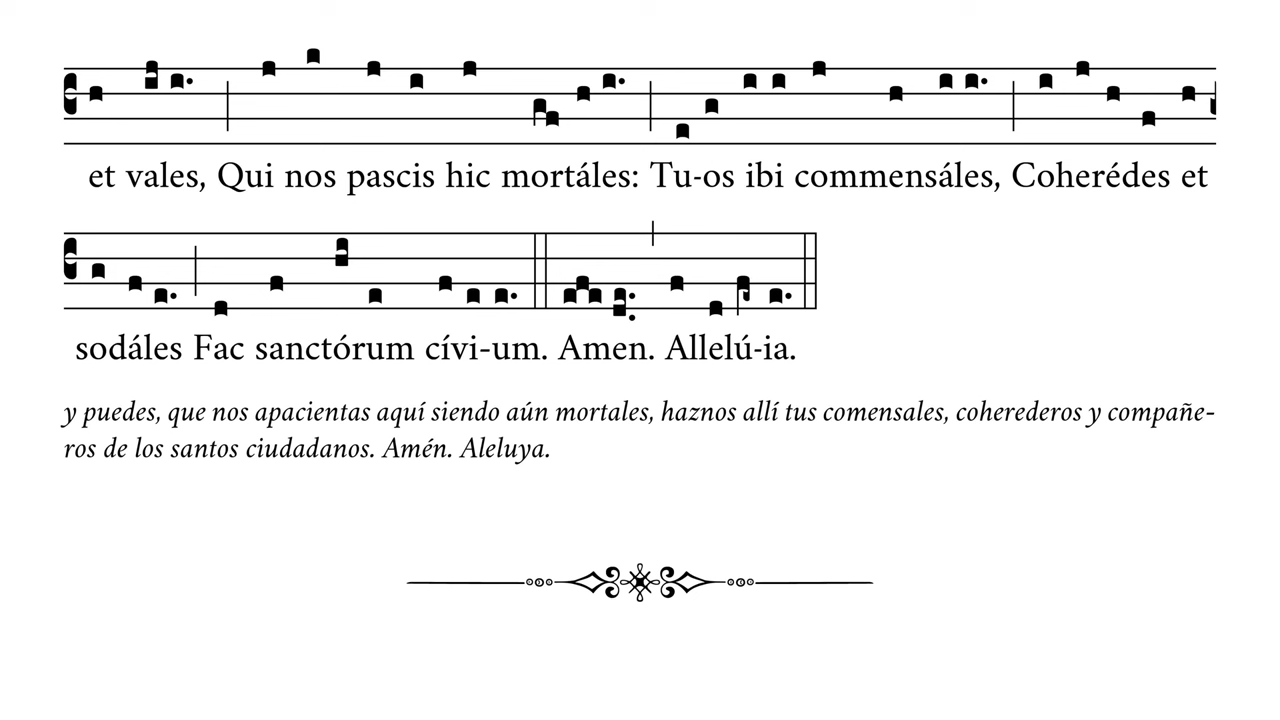 et vales, Qui nos pascis hic mortáles: Tu-os ibi commensáles, Coherédes et
sodáles Fac sanctórum cívi-um. Amen. Allelú-ia.
y puedes, que nos apacientas aquí siendo aún mortales, haznos allí tus comensales, coherederos y compañe-
ros de los santos ciudadanos. Amén. Aleluya.